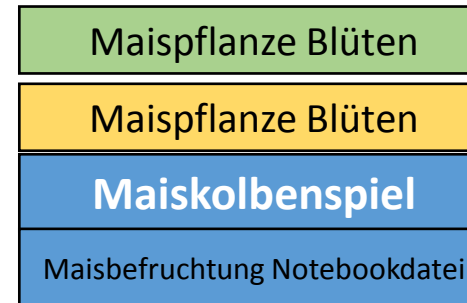 Maispflanze Blüten
Maispflanze Blüten
Maiskolbenspiel
Maisbefruchtung Notebookdatei